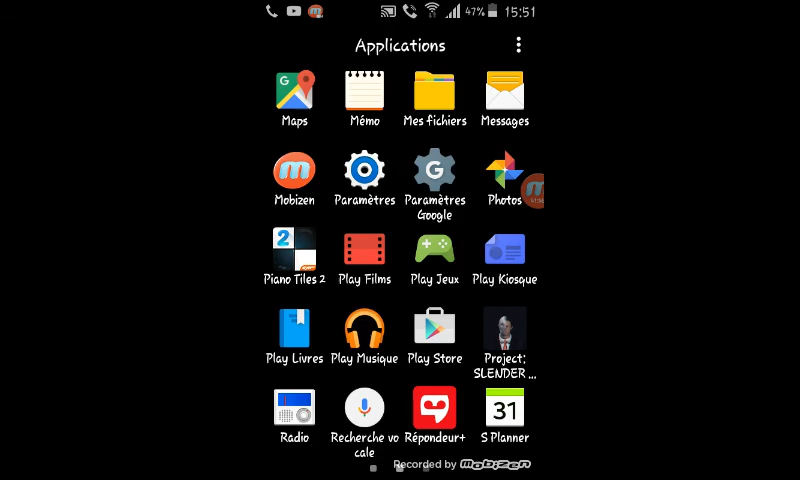 47% 15:51
Applications
Maps Mémo Mes fichiers Messages
Mobizen Paramètres Paramètres Google Photos
Piano Tiles 2 Play Films Play Jeux Play Kiosque
Play Livres Play Musique Play Store Project: SLENDER ...
31
Radio Recherche vo cale Répondeur+ S Planner
Recorded by mobizen